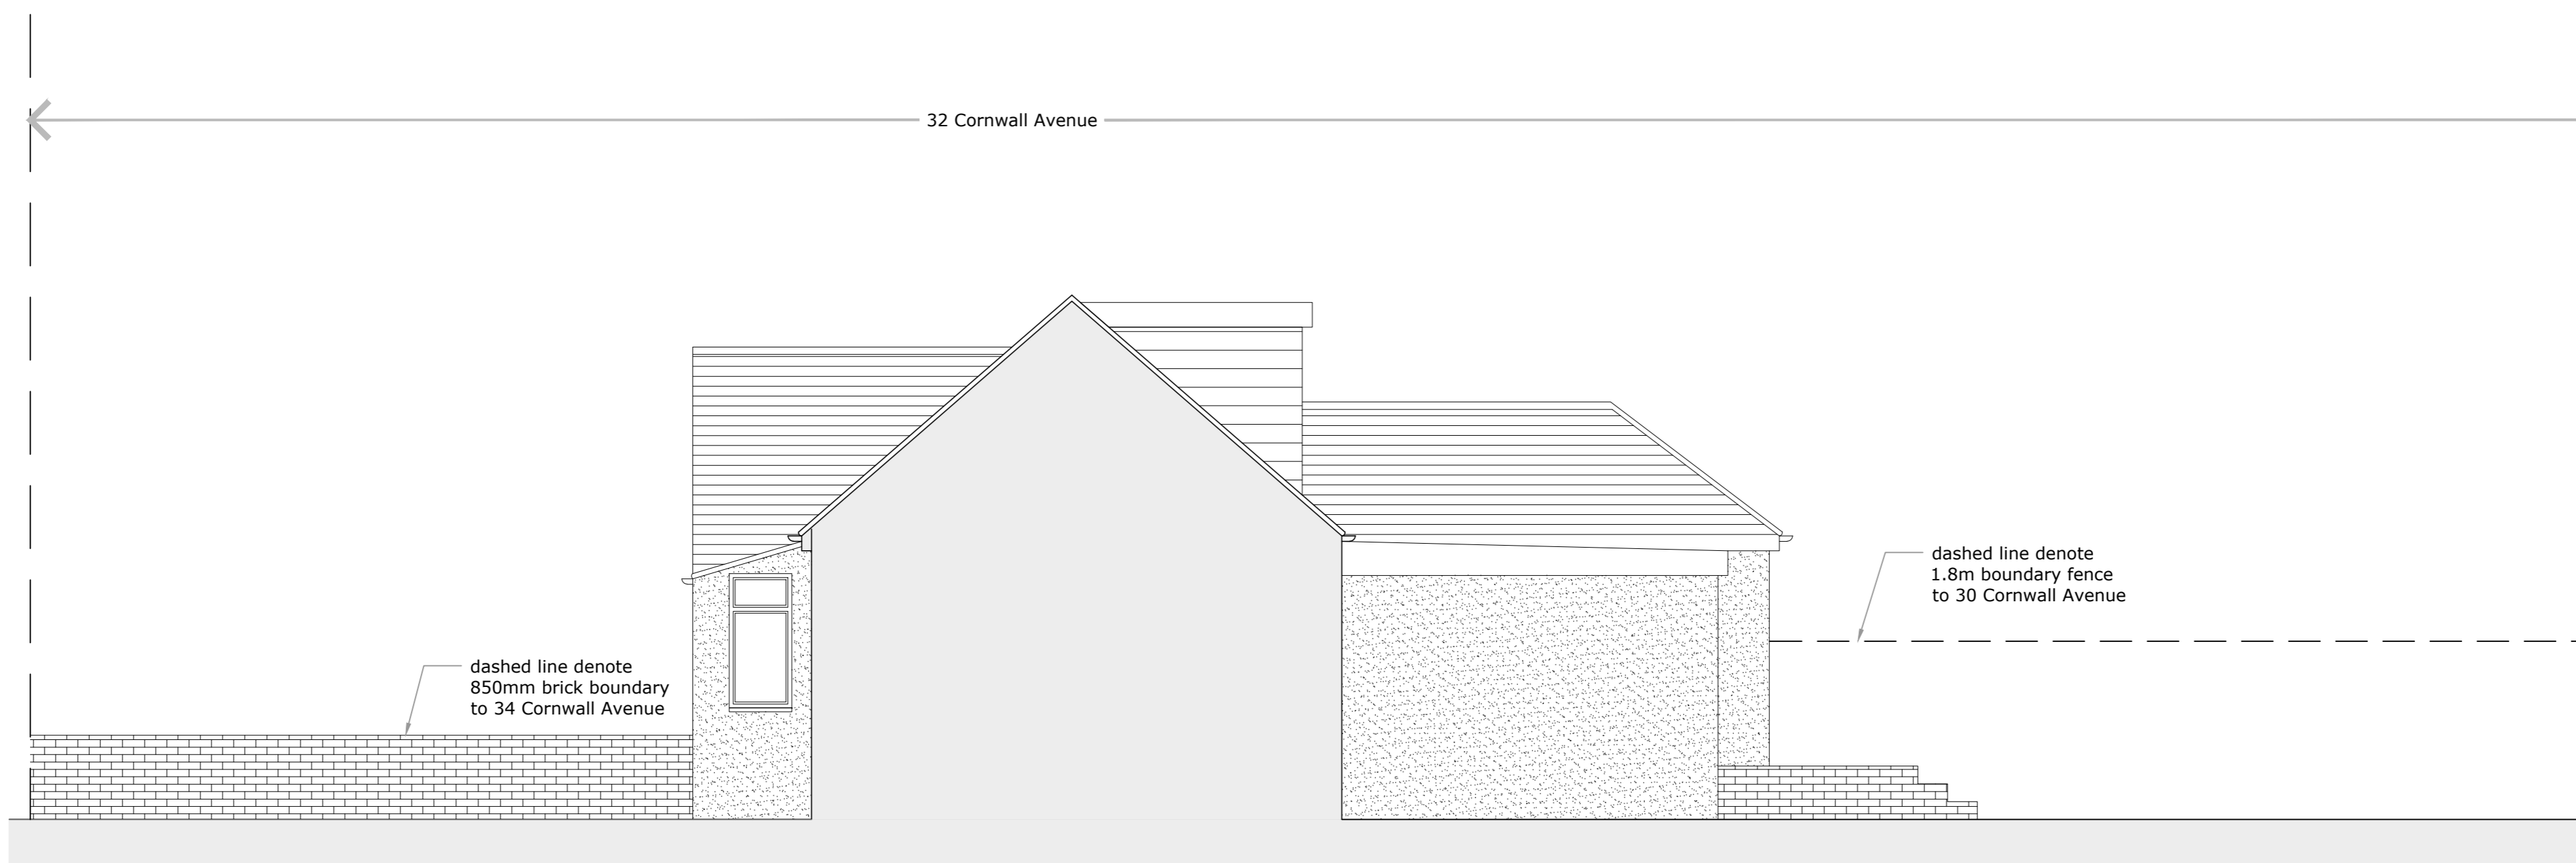 32 Cornwall Avenue
dashed line denote
1.8m boundary fence
to 30 Cornwall Avenue
dashed line denote
850mm brick boundary
to 34 Cornwall Avenue